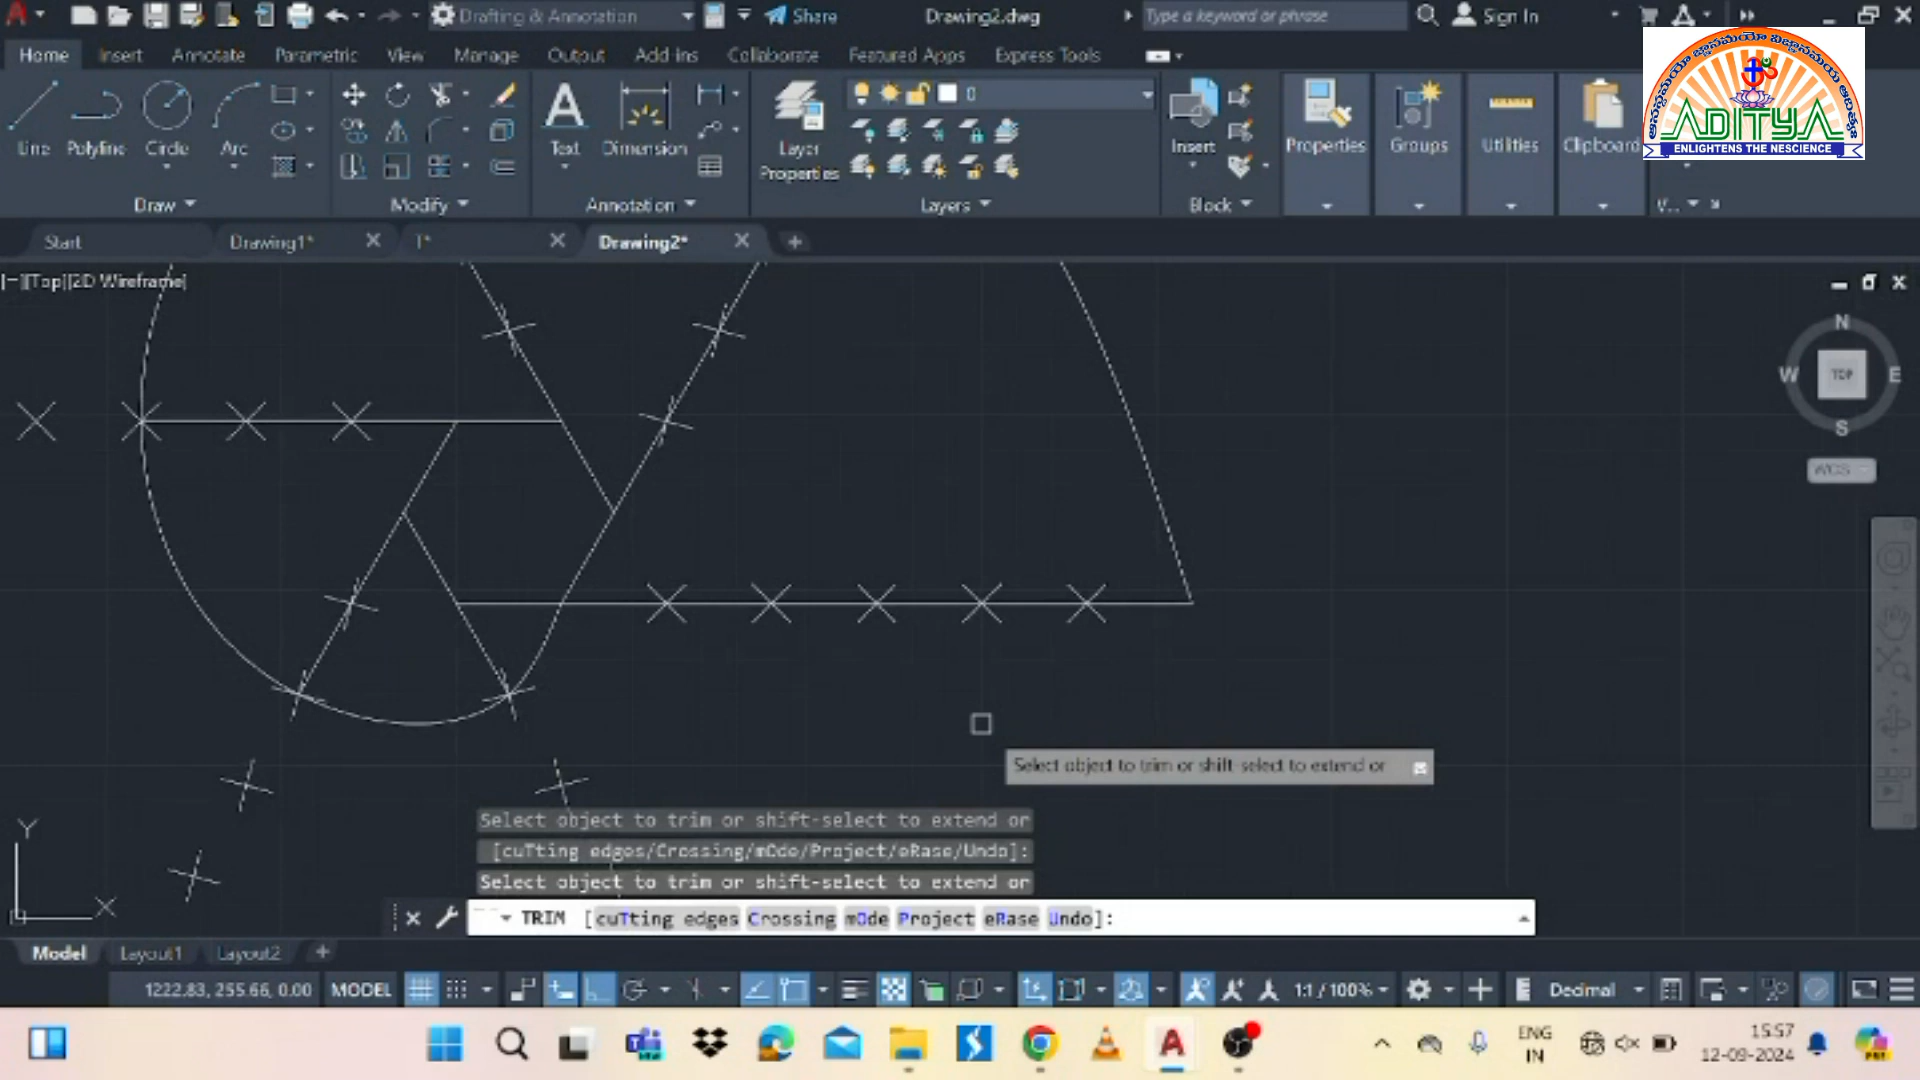 Drafting & Annotation
Share
Drawing2.dwg
Type a keyword or phrase
Sign In
Home Insert Annotate Parametric View Manage Output Add-ins Collaborate Featured Apps Express Tools
Line Polyline Circle Arc
Text Dimension
Layer Properties
0
Insert
Properties Groups Utilities Clipboard
Draw Modify Annotation Layers Block V...
ADITYA
ENLIGHTENS THE NESCIENCE
Start Drawing1* T* Drawing2*
[−][Top][2D Wireframe]
N
W TOP E
S
WCS
Select object to trim or shift-select to extend or
Select object to trim or shift-select to extend or
[cuTting edges/Crossing/mOde/Project/eRase/Undo]:
Select object to trim or shift-select to extend or
TRIM [cuTting edges Crossing mOde Project eRase Undo]:
Y
X
Model Layout1 Layout2
1222.83, 255.66, 0.00 MODEL 1:1 / 100% Decimal
ENG
IN
15:57
12-09-2024